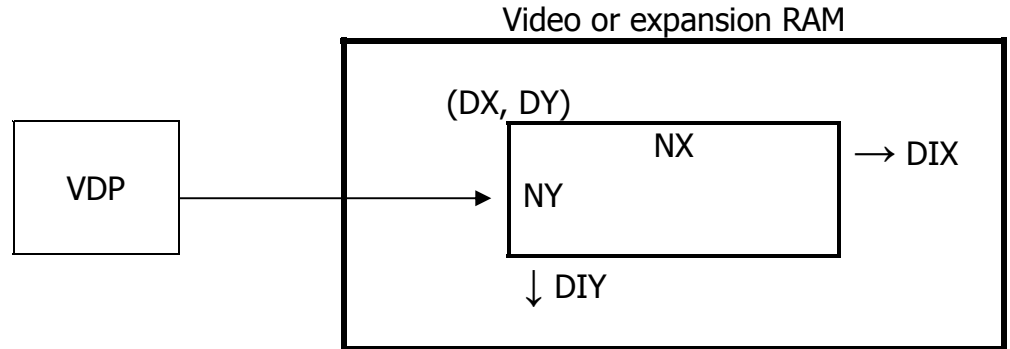 Video or expansion RAM
(DX, DY)
NX
→ DIX
VDP
NY
↓ DIY